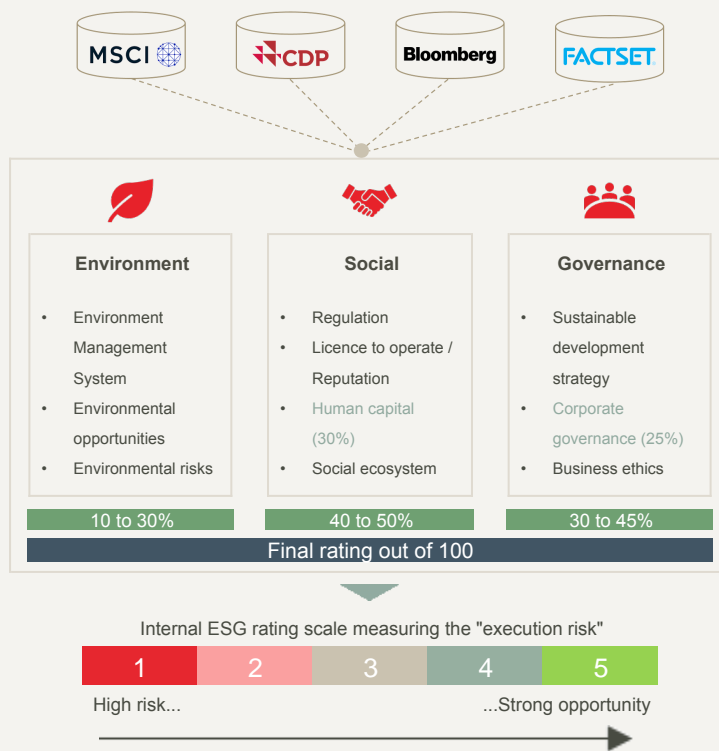 MSCI
CDP
Bloomberg
FACTSET
Environment
• Environment
Management
System
• Environmental
opportunities
• Environmental risks
10 to 30%
Social
• Regulation
• Licence to operate /
Reputation
• Human capital
(30%)
• Social ecosystem
40 to 50%
Governance
• Sustainable
development
strategy
• Corporate
governance (25%)
• Business ethics
30 to 45%
Final rating out of 100
Internal ESG rating scale measuring the "execution risk"
1 2 3 4 5
High risk... ...Strong opportunity